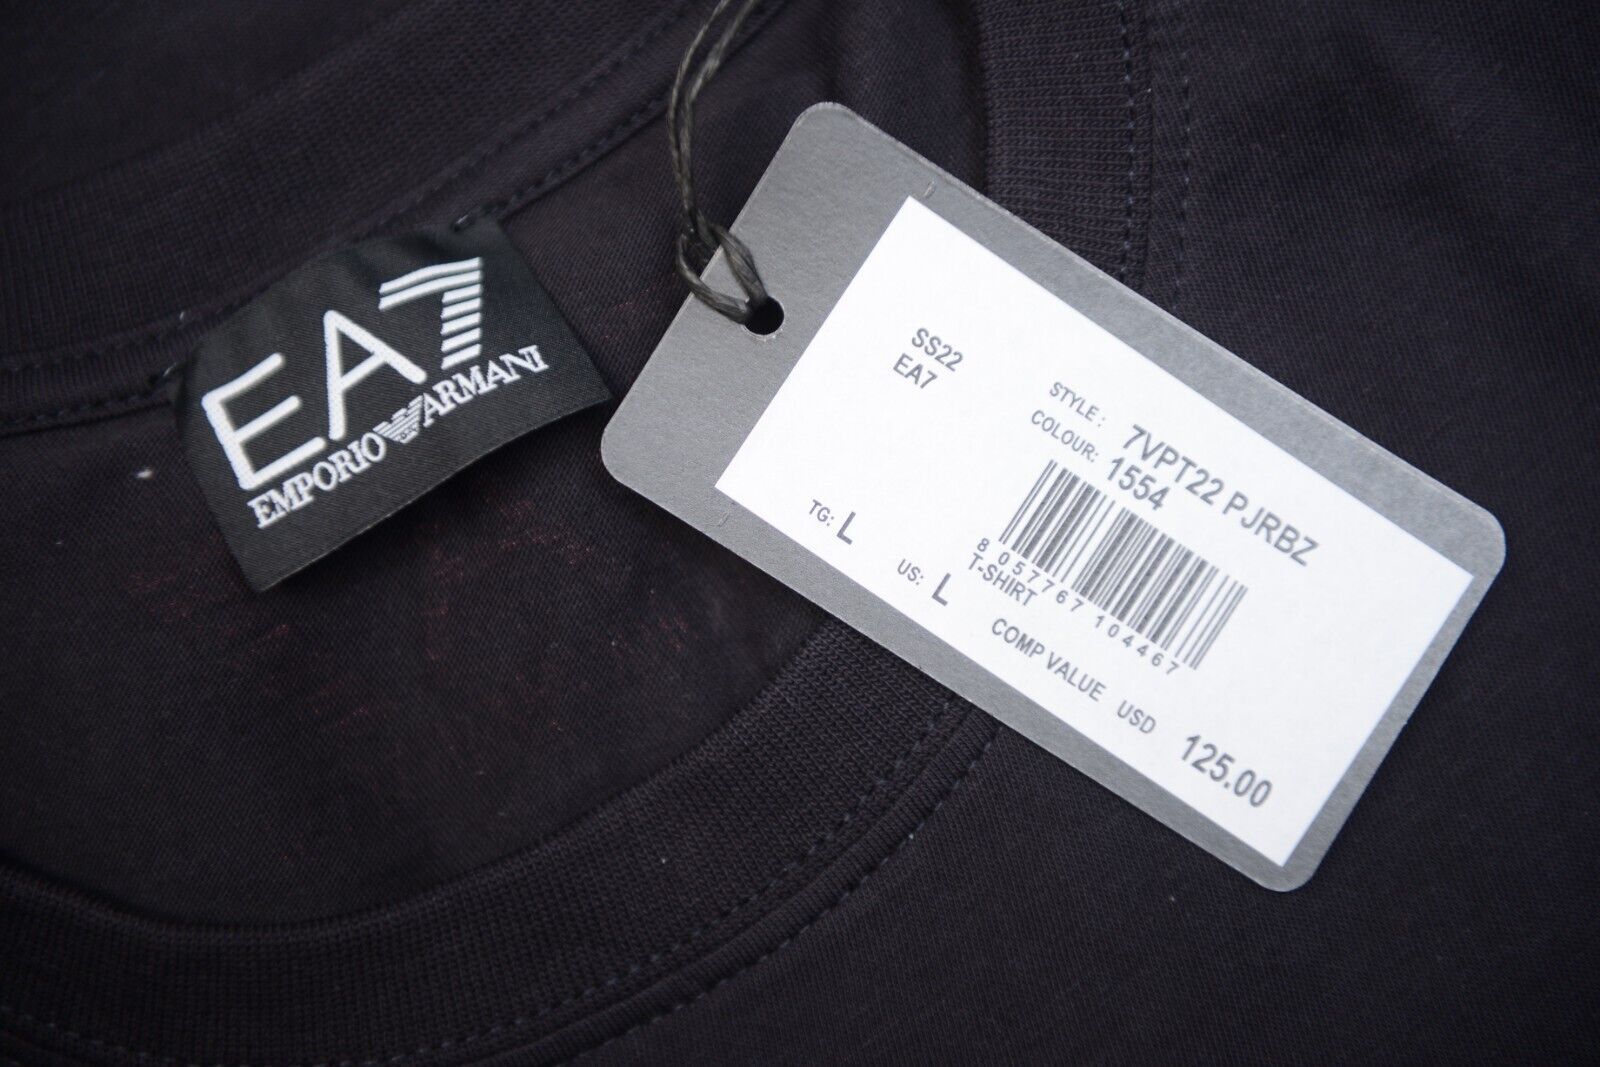 EA7
EMPORIO ARMANI
SS22
EA7
STYLE : 7VPT22 PJRBZ
COLOUR: 1554
TG: L
8 057767 104467
US: L
T-SHIRT
COMP VALUE USD 125.00